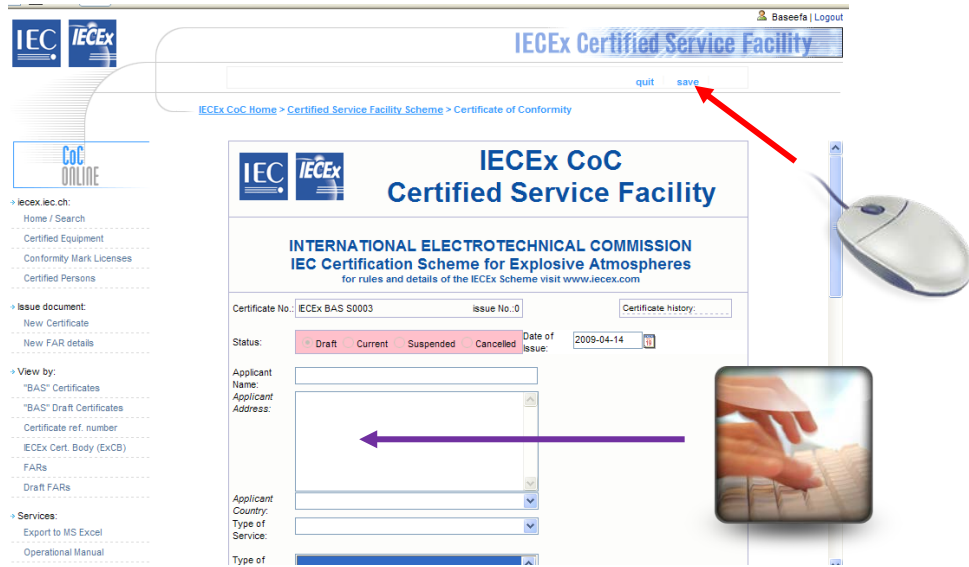 Baseefa | Logout
IEC IECEx
IECEx Certified Service Facility
quit save
IECEx CoC Home > Certified Service Facility Scheme > Certificate of Conformity
CoC
ONLINE
iecex.iec.ch:
Home / Search
Certified Equipment
Conformity Mark Licenses
Certified Persons
Issue document:
New Certificate
New FAR details
View by:
"BAS" Certificates
"BAS" Draft Certificates
Certificate ref. number
IECEx Cert. Body (ExCB)
FARs
Draft FARs
Services:
Export to MS Excel
Operational Manual
IEC IECEx
IECEx CoC
Certified Service Facility
INTERNATIONAL ELECTROTECHNICAL COMMISSION
IEC Certification Scheme for Explosive Atmospheres
for rules and details of the IECEx Scheme visit www.iecex.com
Certificate No.: IECEx BAS S0003 issue No.:0 Certificate history:
Status: Draft Current Suspended Cancelled Date of
Issue: 2009-04-14
Applicant
Name:
Applicant
Address:
Applicant
Country:
Type of
Service:
Type of